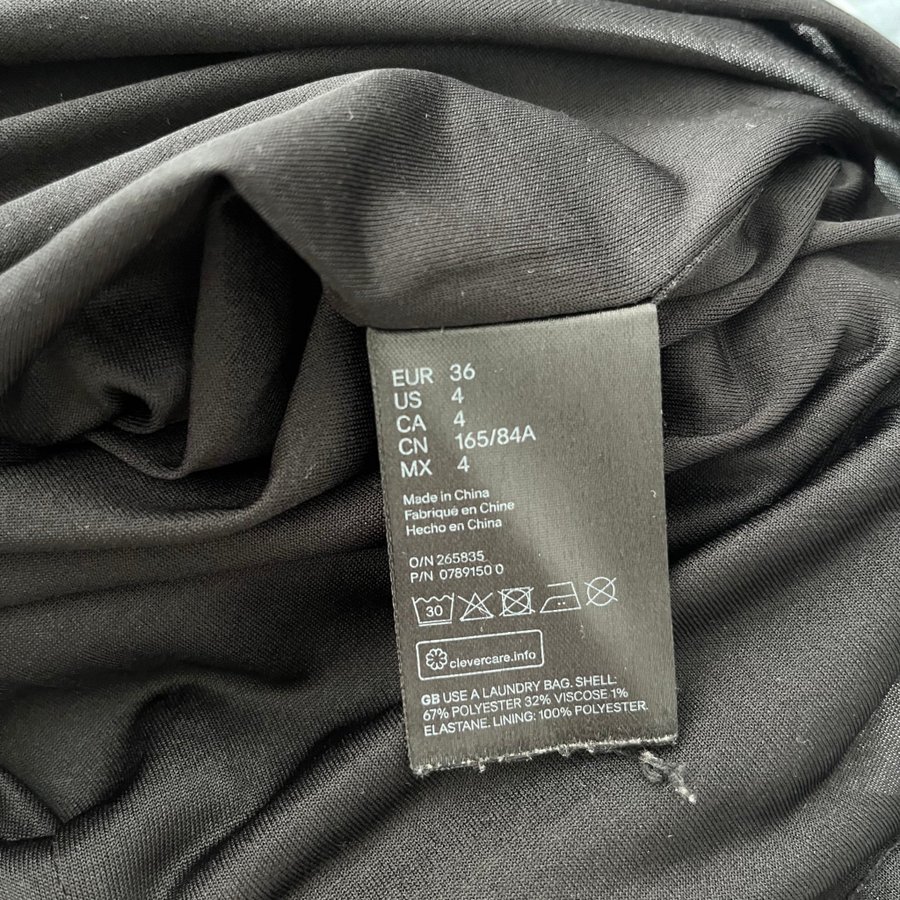 EUR 36
US 4
CA 4
CN 165/84A
MX 4
Made in China
Fabriqué en Chine
Hecho en China
O/N 265835
P/N 0789150 0
30
clevercare.info
GB USE A LAUNDRY BAG. SHELL:
67% POLYESTER 32% VISCOSE 1%
ELASTANE. LINING: 100% POLYESTER.